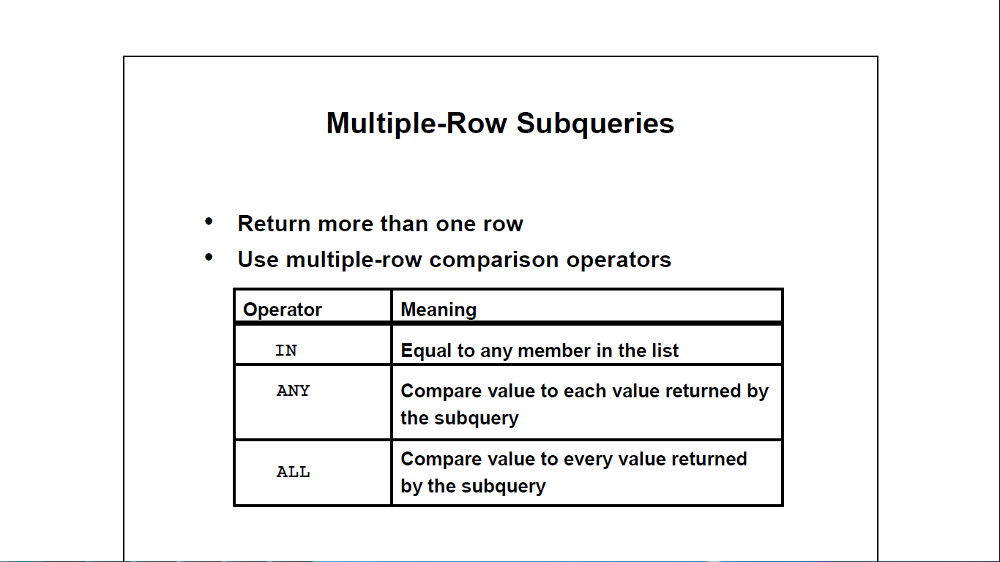 Multiple-Row Subqueries
• Return more than one row
• Use multiple-row comparison operators
Operator Meaning
IN Equal to any member in the list
ANY Compare value to each value returned by
the subquery
ALL Compare value to every value returned
by the subquery